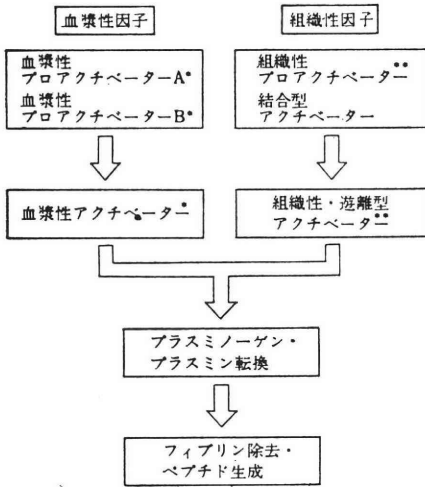 血漿性因子
血漿性
プロアクチベーターA•
血漿性
プロアクチベーターB•
血漿性アクチベーター•
組織性因子
組織性
プロアクチベーター••
結合型
アクチベーター
組織性・遊離型
アクチベーター••
プラスミノーゲン・
プラスミン転換
フィブリン除去・
ペプチド生成